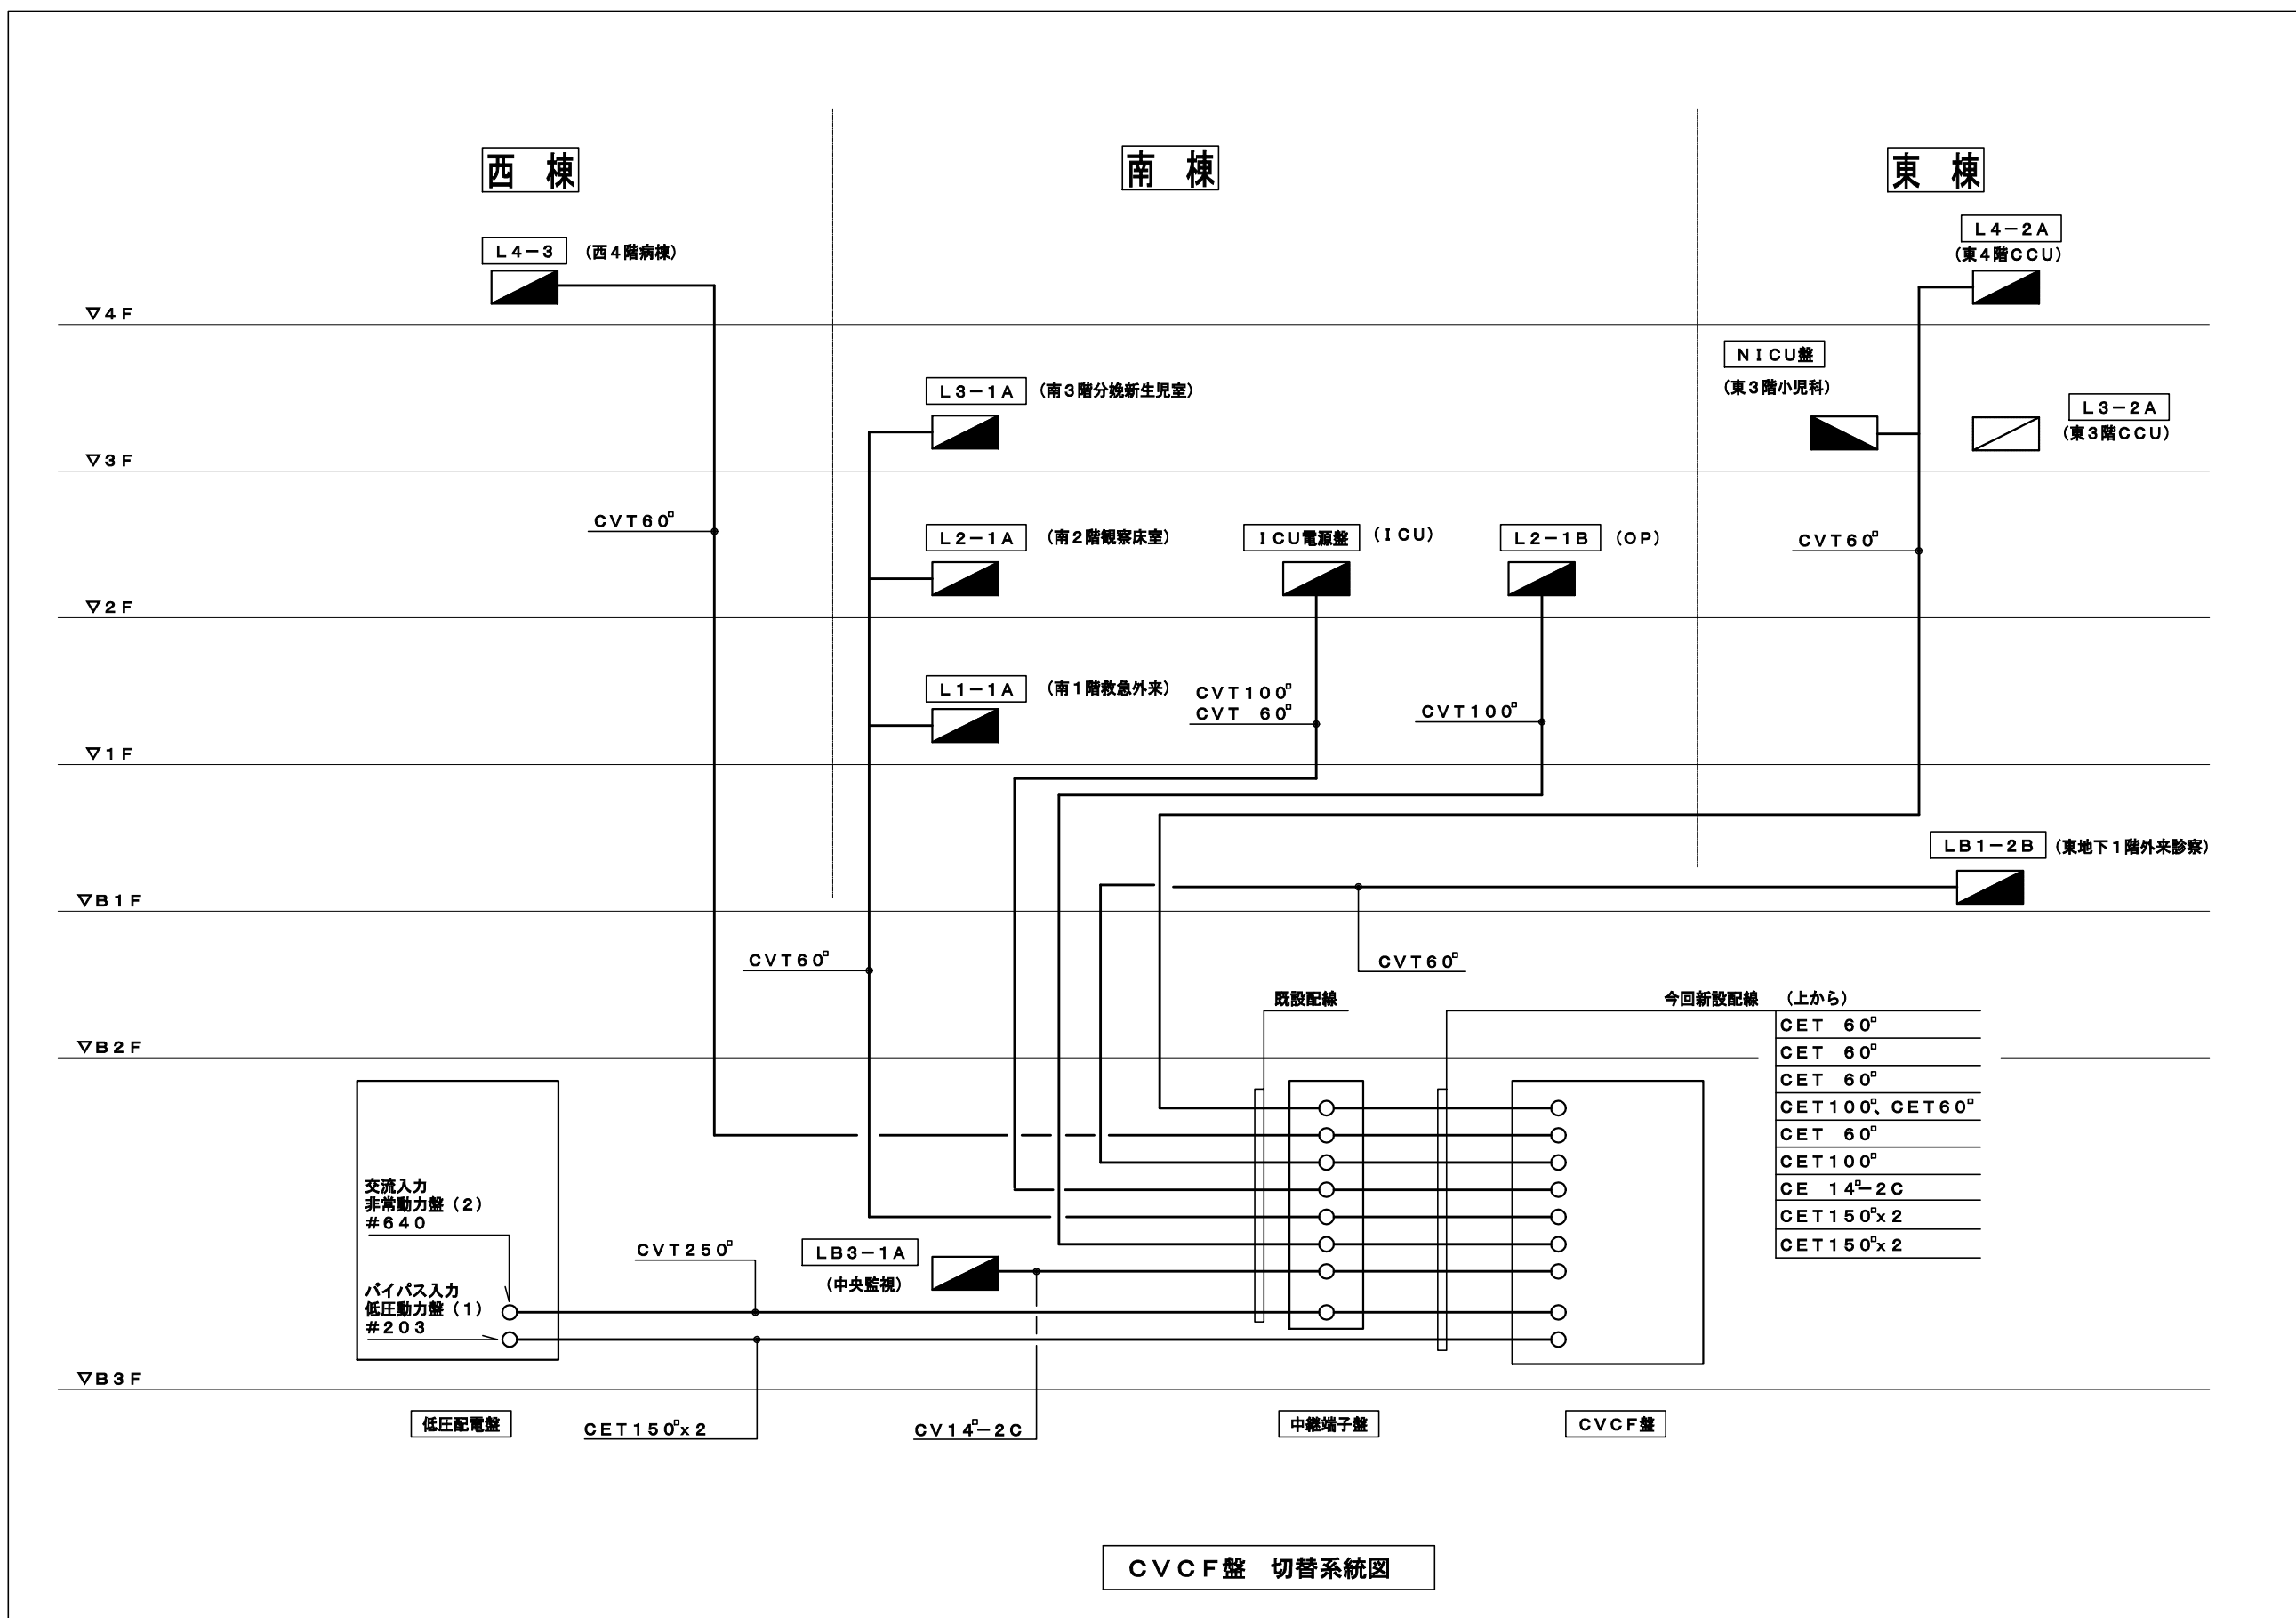 西　棟
南　棟
東　棟
L4-2A
(東4階CCU)
L4-3 (西4階病棟)
▽4F
NICU盤
(東3階小児科)
L3-1A (南3階分娩新生児室)
L3-2A
(東3階CCU)
▽3F
CVT60□
L2-1A (南2階観察床室)
ICU電源盤 (ICU)
L2-1B (OP)
CVT60□
▽2F
L1-1A (南1階救急外来)
CVT100□
CVT 60□
CVT100□
▽1F
LB1-2B (東地下1階外来診察)
▽B1F
CVT60□
CVT60□
既設配線
今回新設配線 (上から)
CET 60□
CET 60□
CET 60□
CET100□、CET60□
CET 60□
CET100□
CE 14□-2C
CET150□x2
CET150□x2
▽B2F
交流入力
非常動力盤(2)
#640
バイパス入力
低圧動力盤(1)
#203
CVT250□
LB3-1A
(中央監視)
▽B3F
低圧配電盤
CET150□x2
CV14□-2C
中継端子盤
CVCF盤
CVCF盤　切替系統図